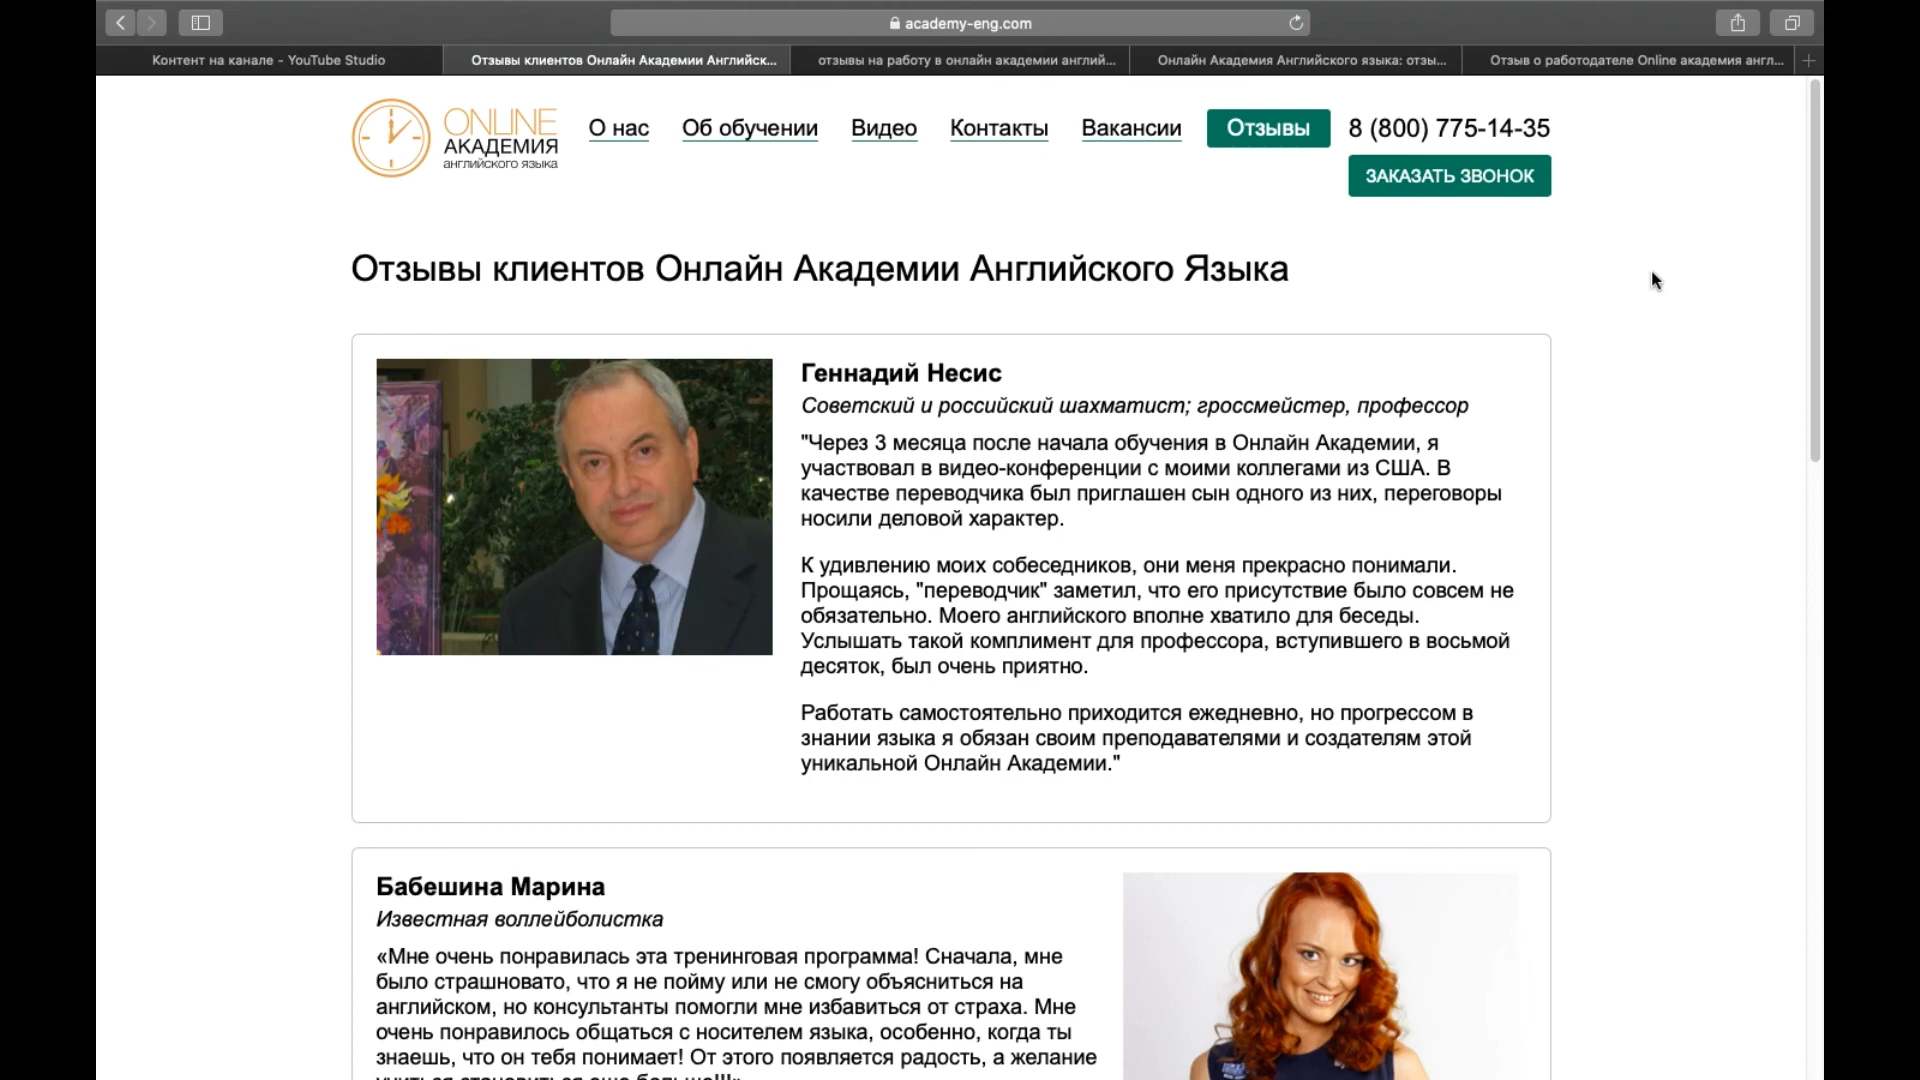 academy-eng.com
Контент на канале - YouTube Studio
Отзывы клиентов Онлайн Академии Английск...
отзывы на работу в онлайн академии англий...
Онлайн Академия Английского языка: отзы...
Отзыв о работодателе Online академия англ...
ONLINE
АКАДЕМИЯ
английского языка
О нас
Об обучении
Видео
Контакты
Вакансии
Отзывы
8 (800) 775-14-35
ЗАКАЗАТЬ ЗВОНОК
Отзывы клиентов Онлайн Академии Английского Языка
Геннадий Несис
Советский и российский шахматист; гроссмейстер, профессор
"Через 3 месяца после начала обучения в Онлайн Академии, я
участвовал в видео-конференции с моими коллегами из США. В
качестве переводчика был приглашен сын одного из них, переговоры
носили деловой характер.
К удивлению моих собеседников, они меня прекрасно понимали.
Прощаясь, "переводчик" заметил, что его присутствие было совсем не
обязательно. Моего английского вполне хватило для беседы.
Услышать такой комплимент для профессора, вступившего в восьмой
десяток, был очень приятно.
Работать самостоятельно приходится ежедневно, но прогрессом в
знании языка я обязан своим преподавателями и создателям этой
уникальной Онлайн Академии."
Бабешина Марина
Известная воллейболистка
«Мне очень понравилась эта тренинговая программа! Сначала, мне
было страшновато, что я не пойму или не смогу объясниться на
английском, но консультанты помогли мне избавиться от страха. Мне
очень понравилось общаться с носителем языка, особенно, когда ты
знаешь, что он тебя понимает! От этого появляется радость, а желание